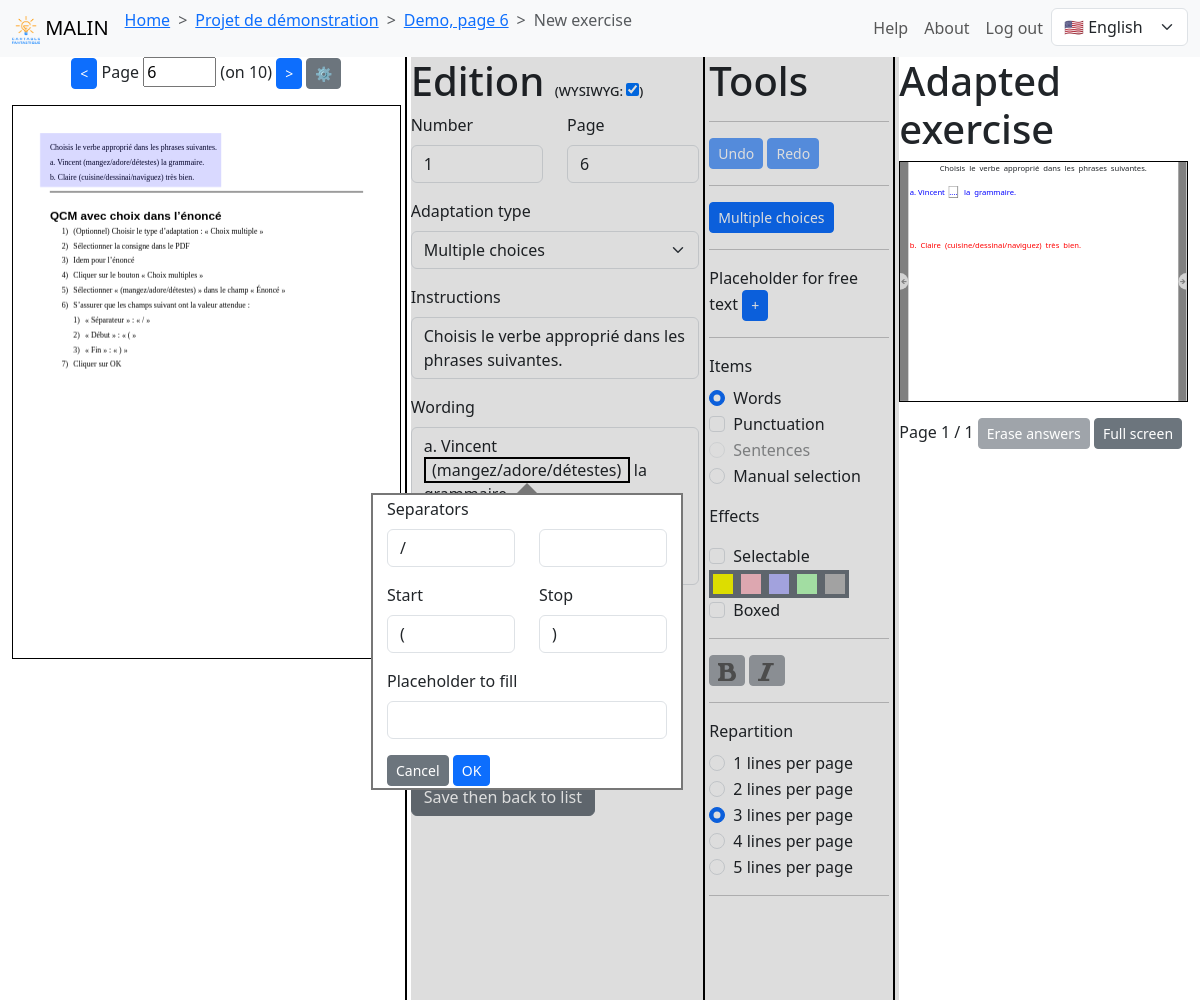 MALIN
Home > Projet de démonstration > Demo, page 6 > New exercise
Help
About
Log out
🇺🇸 English
<
Page
6
(on 10)
>
⚙️
Choisis le verbe approprié dans les phrases suivantes.
a. Vincent (mangez/adore/détestes) la grammaire.
b. Claire (cuisine/dessinai/naviguez) très bien.
QCM avec choix dans l’énoncé
1) (Optionnel) Choisir le type d’adaptation : « Choix multiple »
2) Sélectionner la consigne dans le PDF
3) Idem pour l’énoncé
4) Cliquer sur le bouton « Choix multiples »
5) Sélectionner « (mangez/adore/détestes) » dans le champ « Énoncé »
6) S’assurer que les champs suivant ont la valeur attendue :
1) « Séparateur » : « / »
2) « Début » : « ( »
3) « Fin » : « ) »
7) Cliquer sur OK
Edition (WYSIWYG: )
Number
Page
1
6
Adaptation type
Multiple choices
Instructions
Choisis le verbe approprié dans les
phrases suivantes.
Wording
a. Vincent
(mangez/adore/détestes) la
grammaire.
Separators
/
Start
Stop
(
)
Placeholder to fill
Cancel
OK
Save then back to list
Tools
Undo
Redo
Multiple choices
Placeholder for free
text +
Items
Words
Punctuation
Sentences
Manual selection
Effects
Selectable
Boxed
B
I
Repartition
1 lines per page
2 lines per page
3 lines per page
4 lines per page
5 lines per page
Adapted
exercise
Choisis le verbe approprié dans les phrases suivantes.
a. Vincent .... la grammaire.
b. Claire (cuisine/dessinai/naviguez) très bien.
Page 1 / 1
Erase answers
Full screen